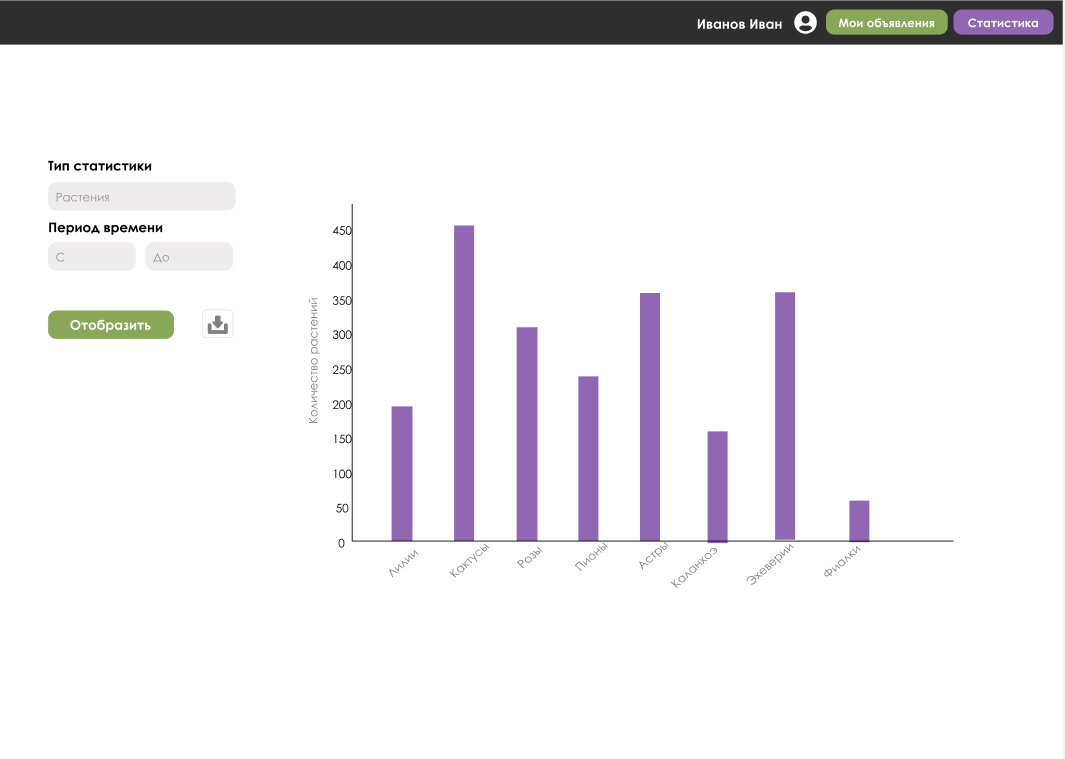 Иванов Иван
Мои объявления
Статистика
Тип статистики
Растения
Период времени
С
До
Отобразить
Количество растений
450
400
350
300
250
200
150
100
50
0
Лилии
Кактусы
Розы
Пионы
Астры
Каланхоэ
Эхеверии
Фиалки